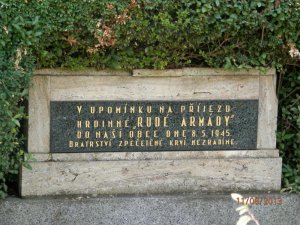 V UPOMÍNKU NA PŘÍJEZD
HRDINNÉ „RUDÉ ARMÁDY"
DO NAŠÍ OBCE DNE 8.5.1945.
BRATRSTVÍ ZPEČETĚNÉ KRVÍ NEZRADÍME.